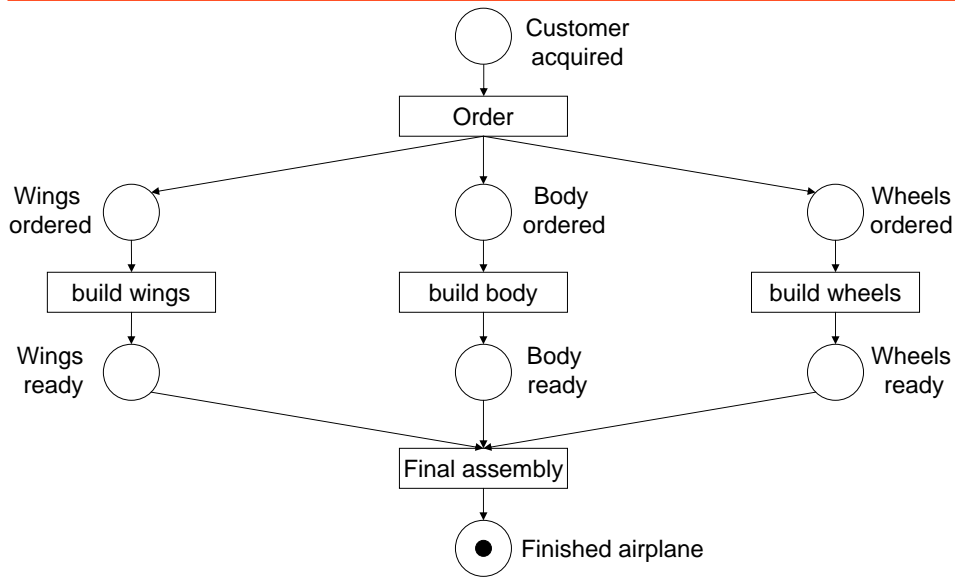 Customer
acquired
Order
Wings
ordered
Body
ordered
Wheels
ordered
build wings
build body
build wheels
Wings
ready
Body
ready
Wheels
ready
Final assembly
Finished airplane